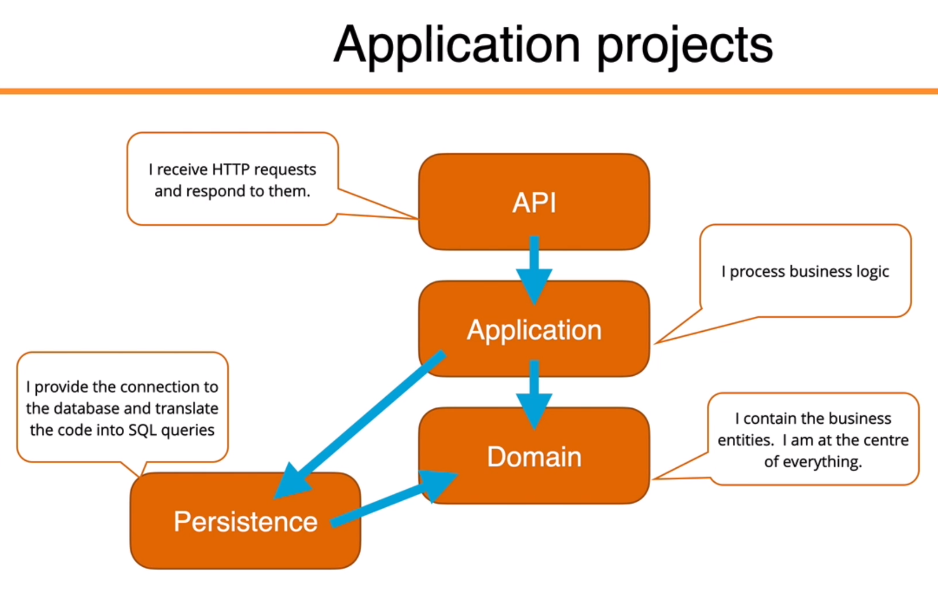 Application projects
I receive HTTP requests
and respond to them.
API
I process business logic
Application
I provide the connection to
the database and translate
the code into SQL queries
I contain the business
entities.  I am at the centre
of everything.
Domain
Persistence